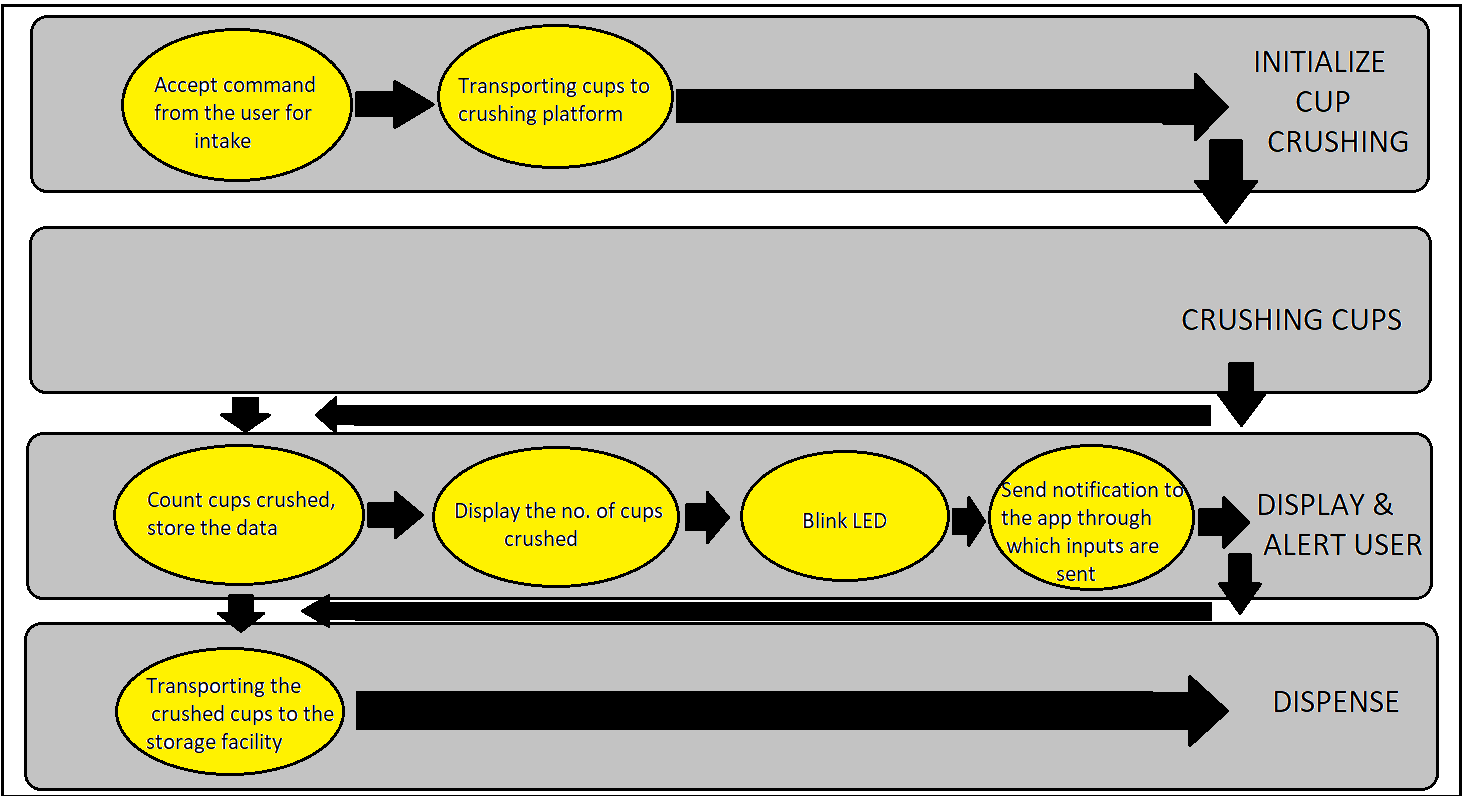 Accept command
from the user for
intake
Transporting cups to
crushing platform
INITIALIZE
CUP
CRUSHING
CRUSHING CUPS
Count cups crushed,
store the data
Display the no. of cups
crushed
Blink LED
Send notification to
the app through
which inputs are
sent
DISPLAY &
ALERT USER
Transporting the
crushed cups to the
storage facility
DISPENSE